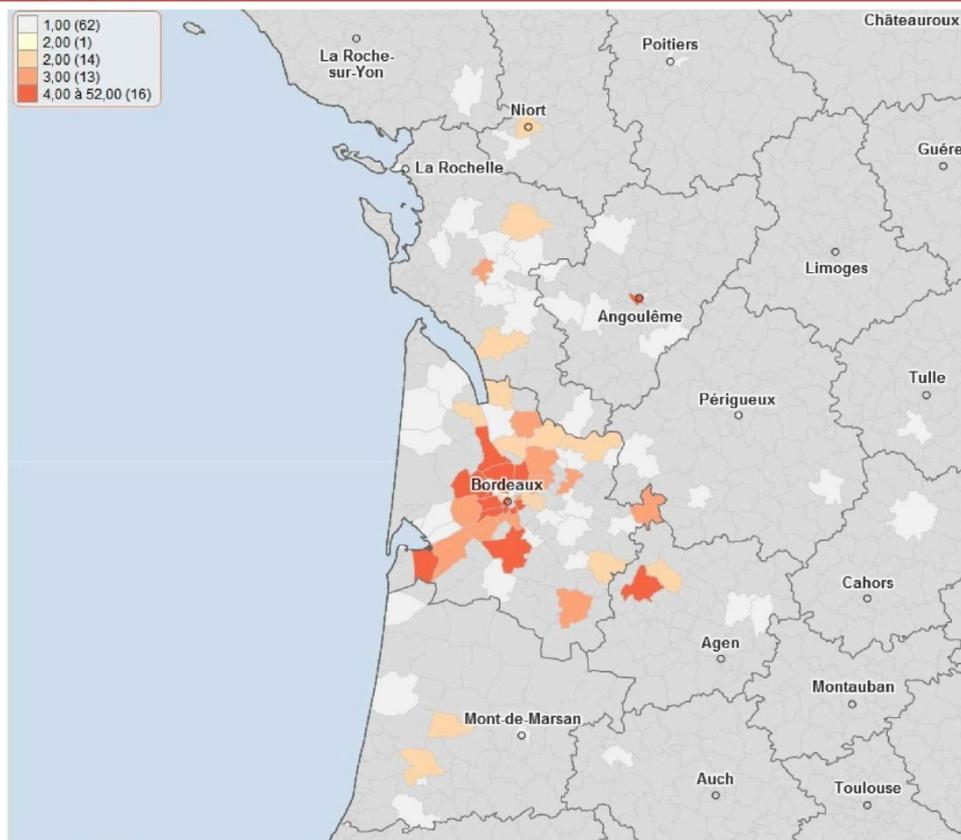 1,00 (62)
2,00 (1)
2,00 (14)
3,00 (13)
4,00 à 52,00 (16)
Châteauroux
La Roche-
sur-Yon
Poitiers
Niort
Guére
La Rochelle
Limoges
Angoulême
Tulle
Périgueux
Bordeaux
Cahors
Agen
Montauban
Mont-de-Marsan
Auch
Toulouse